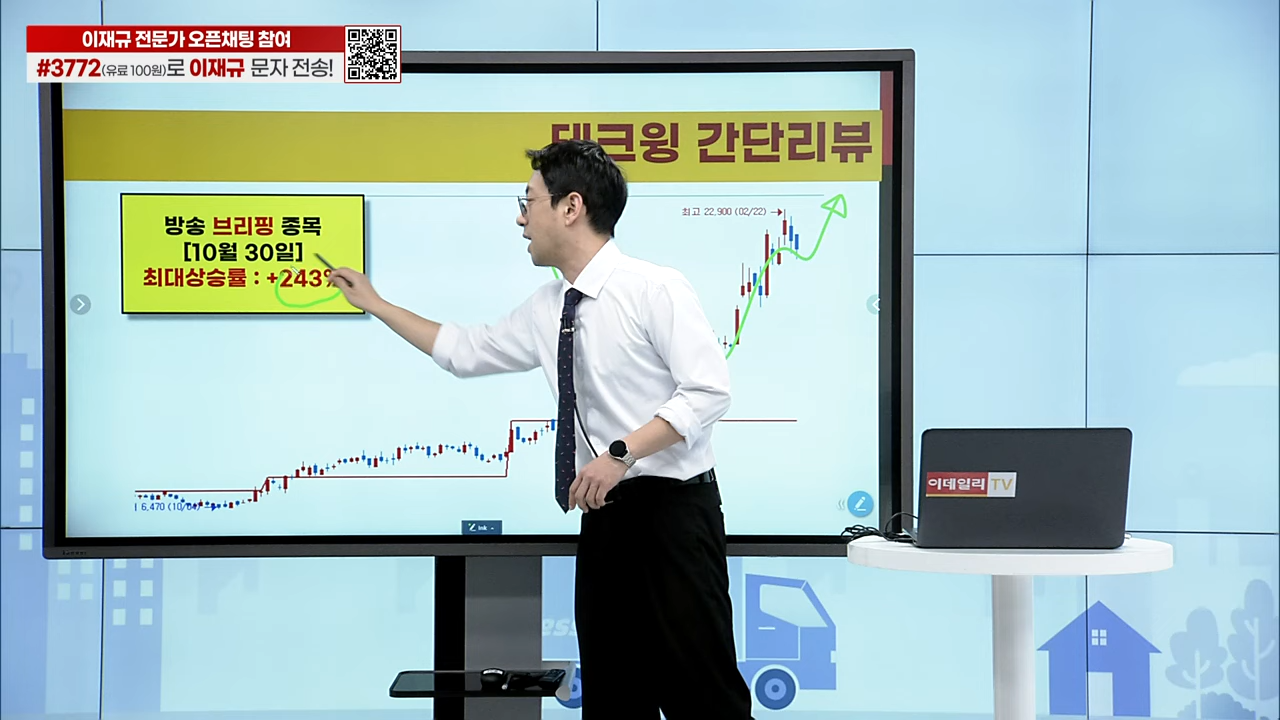 이재규 전문가 오픈채팅 참여
#3772(유료 100원)로 이재규 문자 전송!
테크윙 간단리뷰
방송 브리핑 종목
[10월 30일]
최대상승률 : +243%
최고 22,900 (02/22)
6,470
Ink
이데일리 TV